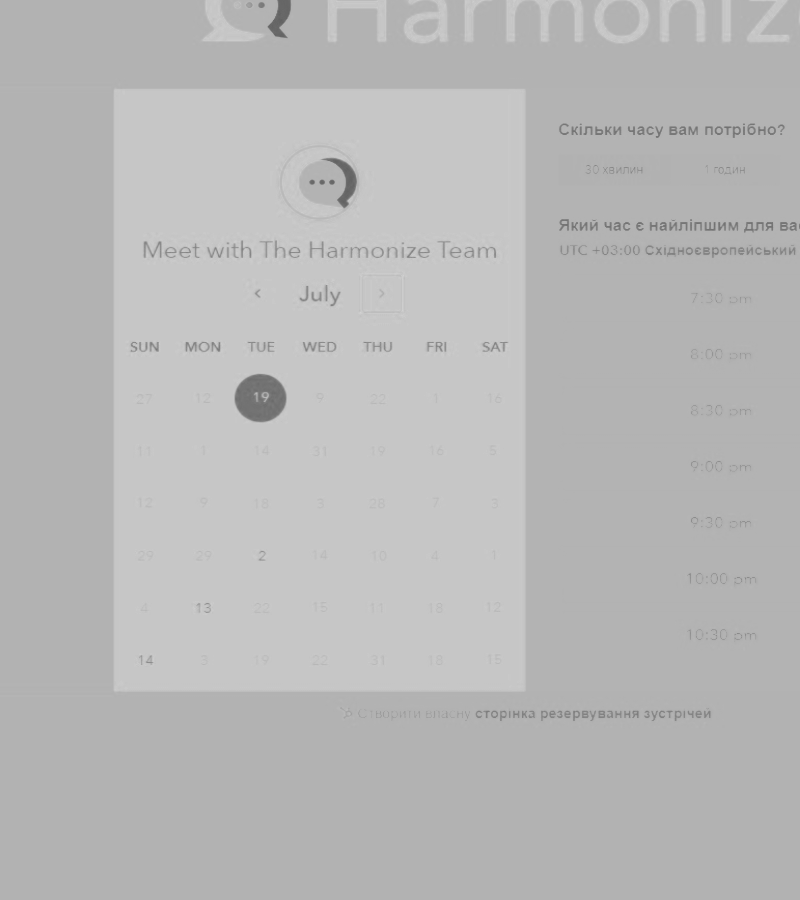 Harmoniz
Meet with The Harmonize Team
July
SUN MON TUE WED THU FRI SAT
27 12 19 9 22 1 16
11 1 14 31 19 16 5
12 9 18 3 28 7 3
29 29 2 14 10 4 1
4 13 22 15 11 18 12
14 3 19 22 31 18 15
Скільки часу вам потрібно?
30 хвилин 1 годин
Який час є найліпшим для
UTC +03:00 Східноєвропейський
7:30 pm
8:00 pm
8:30 pm
9:00 pm
9:30 pm
10:00 pm
10:30 pm
Створити власну сторінка резервування зустрічей